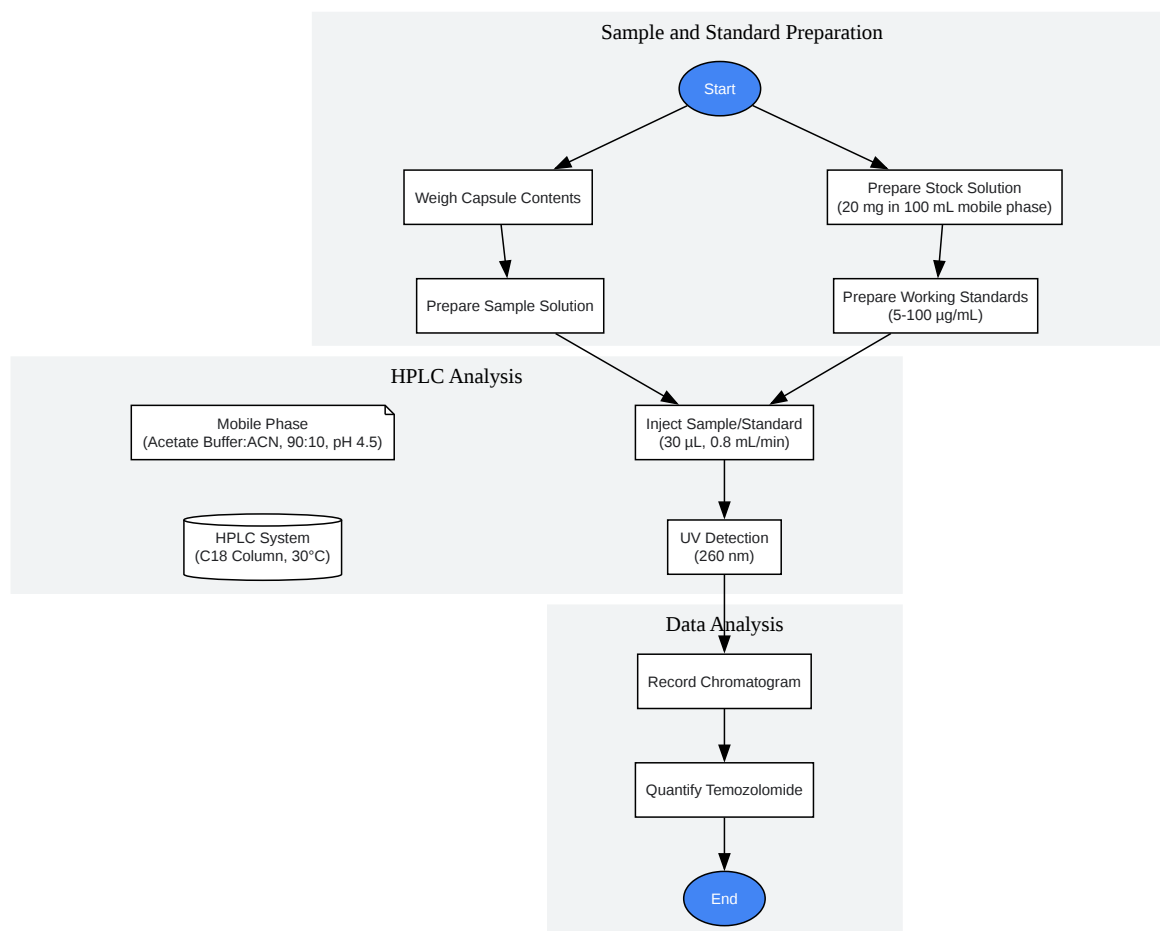 Sample and Standard Preparation
Start
Weigh Capsule Contents
Prepare Stock Solution
(20 mg in 100 mL mobile phase)
Prepare Sample Solution
Prepare Working Standards
(5-100 µg/mL)
HPLC Analysis
Mobile Phase
(Acetate Buffer:ACN, 90:10, pH 4.5)
Inject Sample/Standard
(30 µL, 0.8 mL/min)
HPLC System
(C18 Column, 30°C)
UV Detection
(260 nm)
Data Analysis
Record Chromatogram
Quantify Temozolomide
End